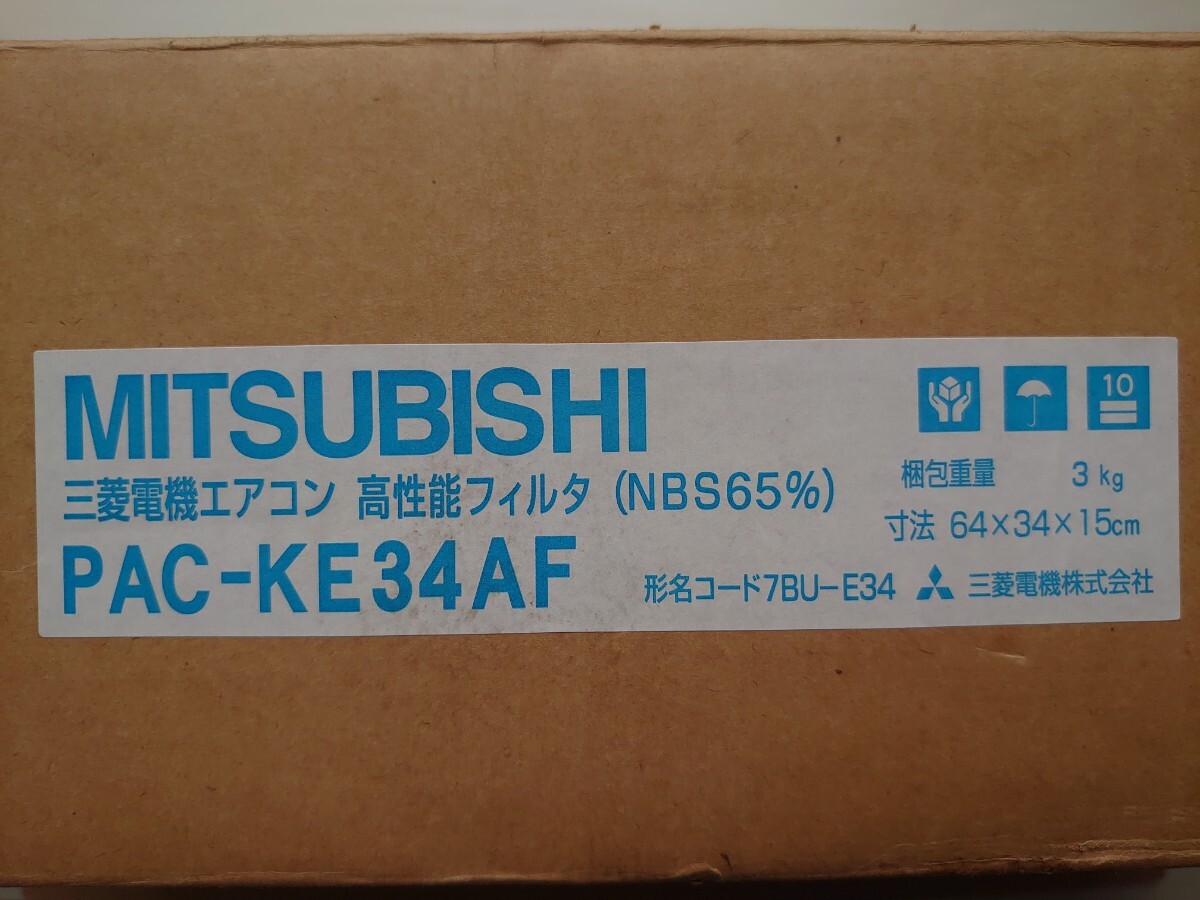 MITSUBISHI
三菱電機エアコン 高性能フィルタ (NBS65%)
PAC-KE34AF
10
梱包重量 3kg
寸法 64×34×15cm
形名コード7BU-E34 三菱電機株式会社